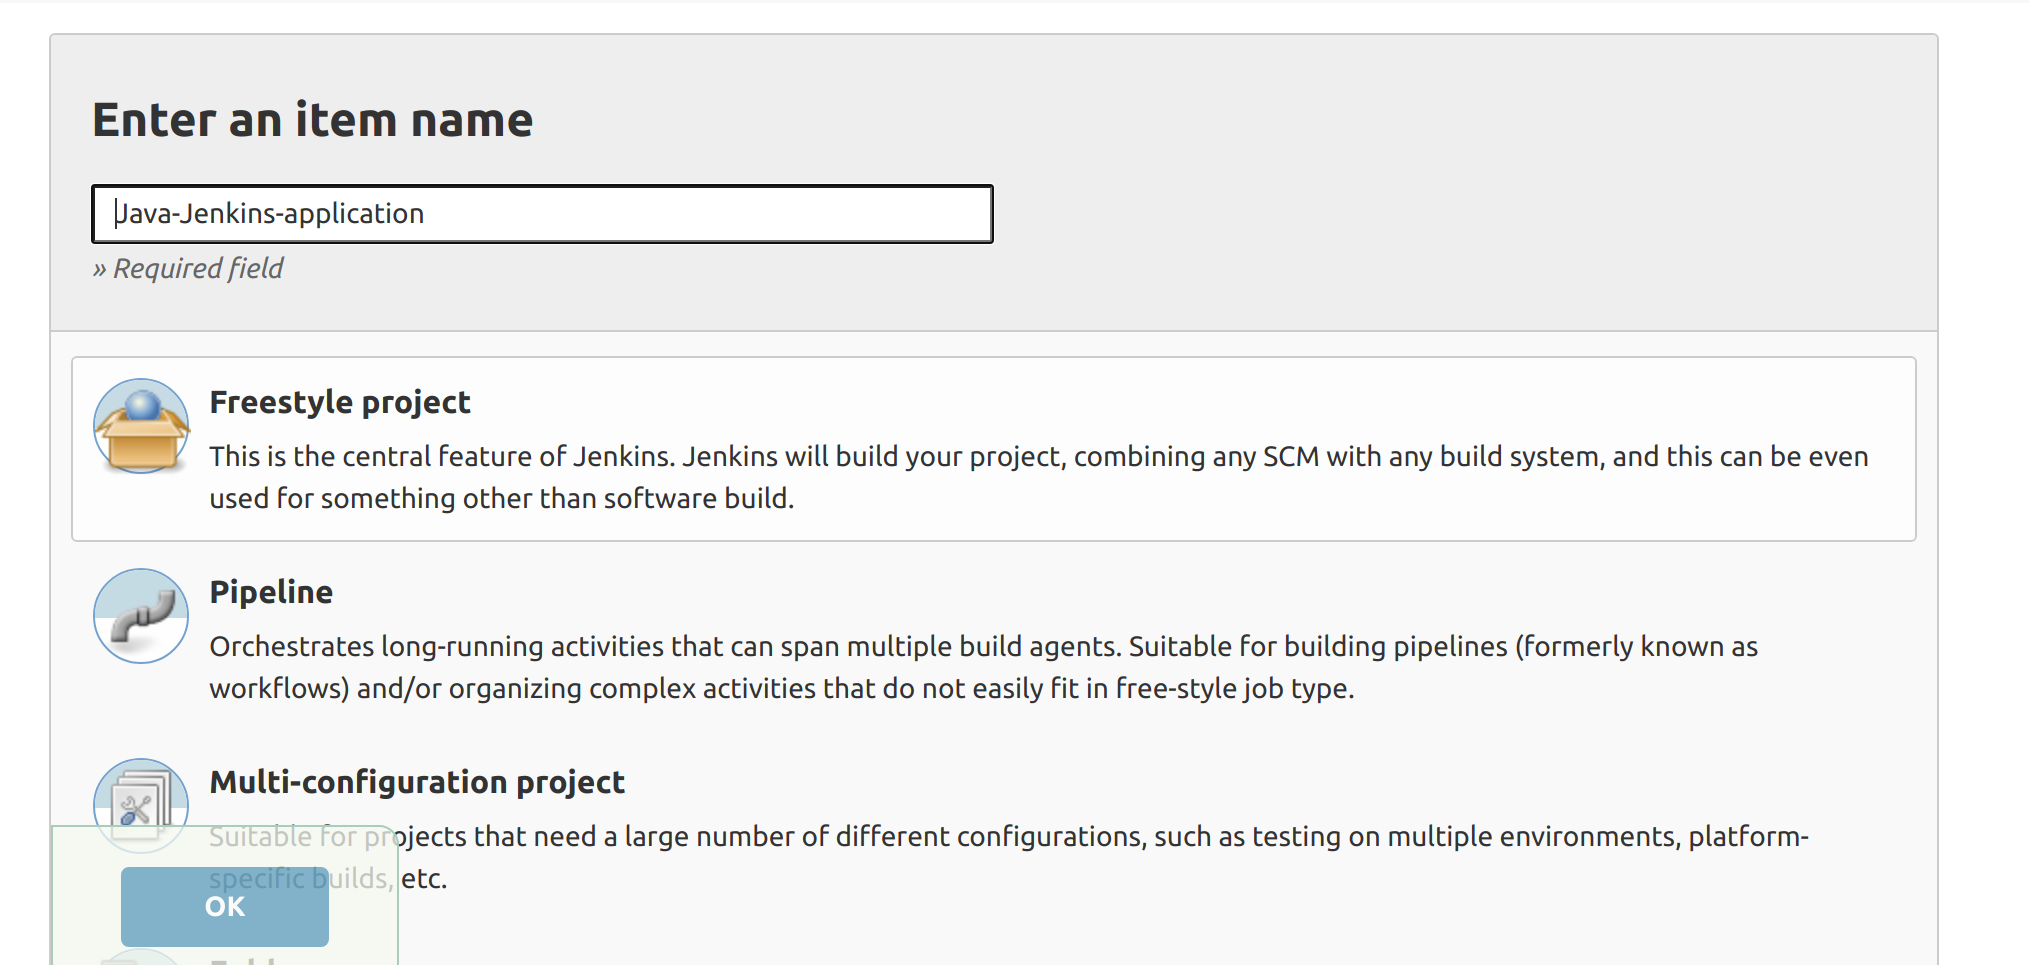 Enter an item name
Java-Jenkins-application
» Required field
Freestyle project
This is the central feature of Jenkins. Jenkins will build your project, combining any SCM with any build system, and this can be even
used for something other than software build.
Pipeline
Orchestrates long-running activities that can span multiple build agents. Suitable for building pipelines (formerly known as
workflows) and/or organizing complex activities that do not easily fit in free-style job type.
Multi-configuration project
Suitable for projects that need a large number of different configurations, such as testing on multiple environments, platform-
specific builds, etc.
OK